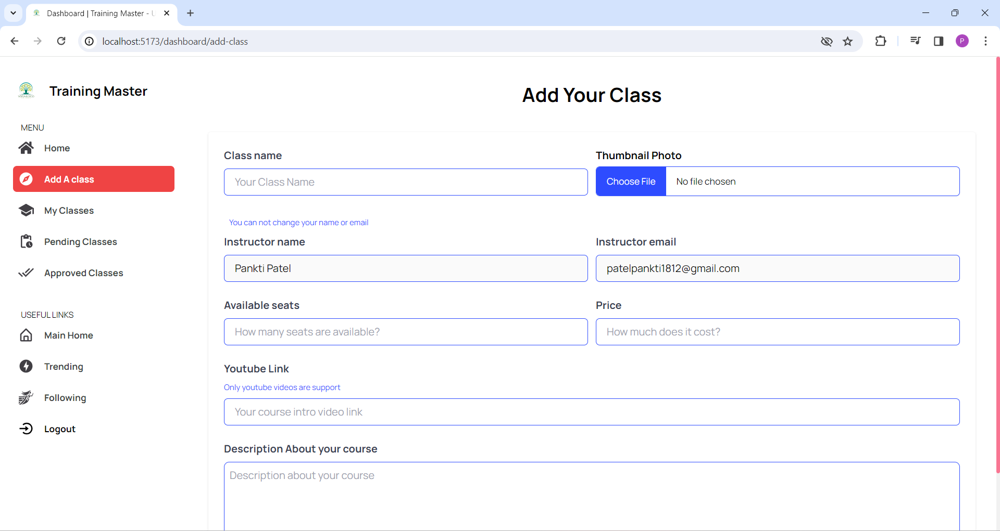 Dashboard | Training Master - U
localhost:5173/dashboard/add-class
P
YOGA LOGO
Training Master
MENU
Home
Add A class
My Classes
Pending Classes
Approved Classes
USEFUL LINKS
Main Home
Trending
Following
Logout
Add Your Class
Class name
Your Class Name
Thumbnail Photo
Choose File No file chosen
You can not change your name or email
Instructor name
Pankti Patel
Instructor email
patelpankti1812@gmail.com
Available seats
How many seats are available?
Price
How much does it cost?
Youtube Link
Only youtube videos are support
Your course intro video link
Description About your course
Description about your course